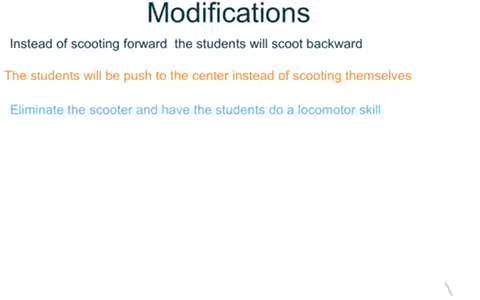 Modifications
Instead of scooting forward the students will scoot backward
The students will be push to the center instead of scooting themselves
Eliminate the scooter and have the students do a locomotor skill